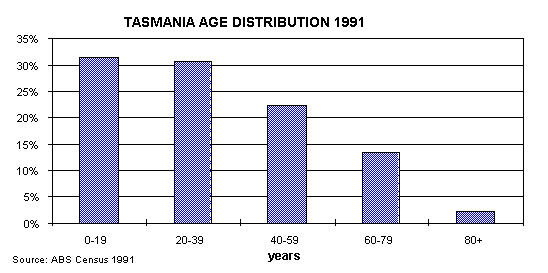 TASMANIA AGE DISTRIBUTION 1991
35%
30%
25%
20%
15%
10%
5%
0%
0-19 20-39 40-59 60-79 80+
years
Source: ABS Census 1991